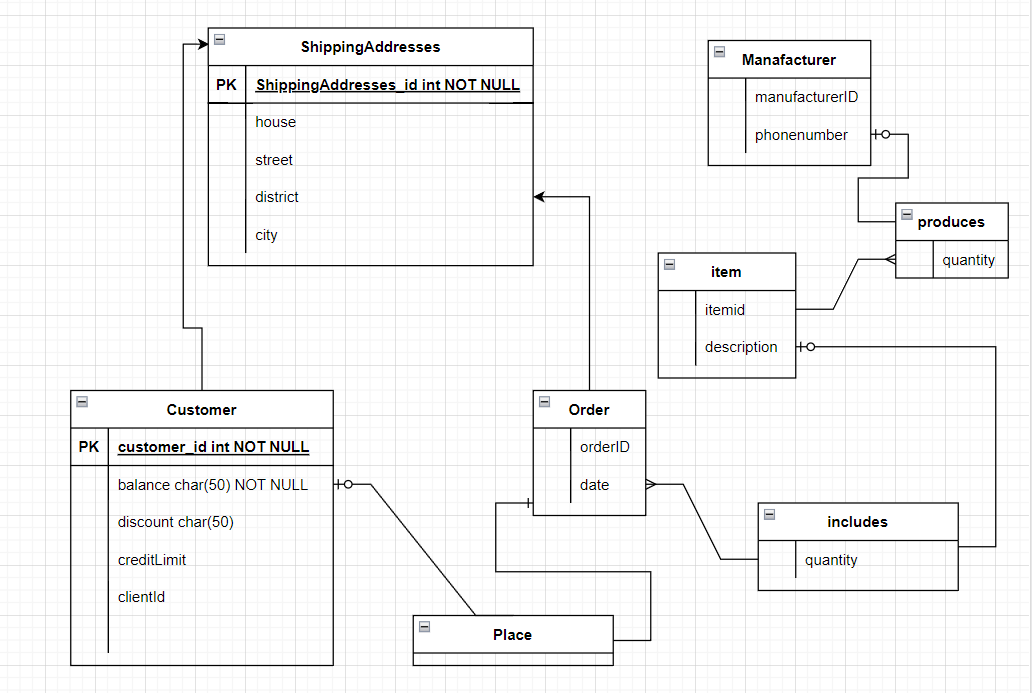 ShippingAddresses
PK ShippingAddresses_id int NOT NULL
house
street
district
city
Manafacturer
manufacturerID
phonenumber
produces
quantity
item
itemid
description
Customer
PK customer_id int NOT NULL
balance char(50) NOT NULL
discount char(50)
creditLimit
clientId
Order
orderID
date
includes
quantity
Place